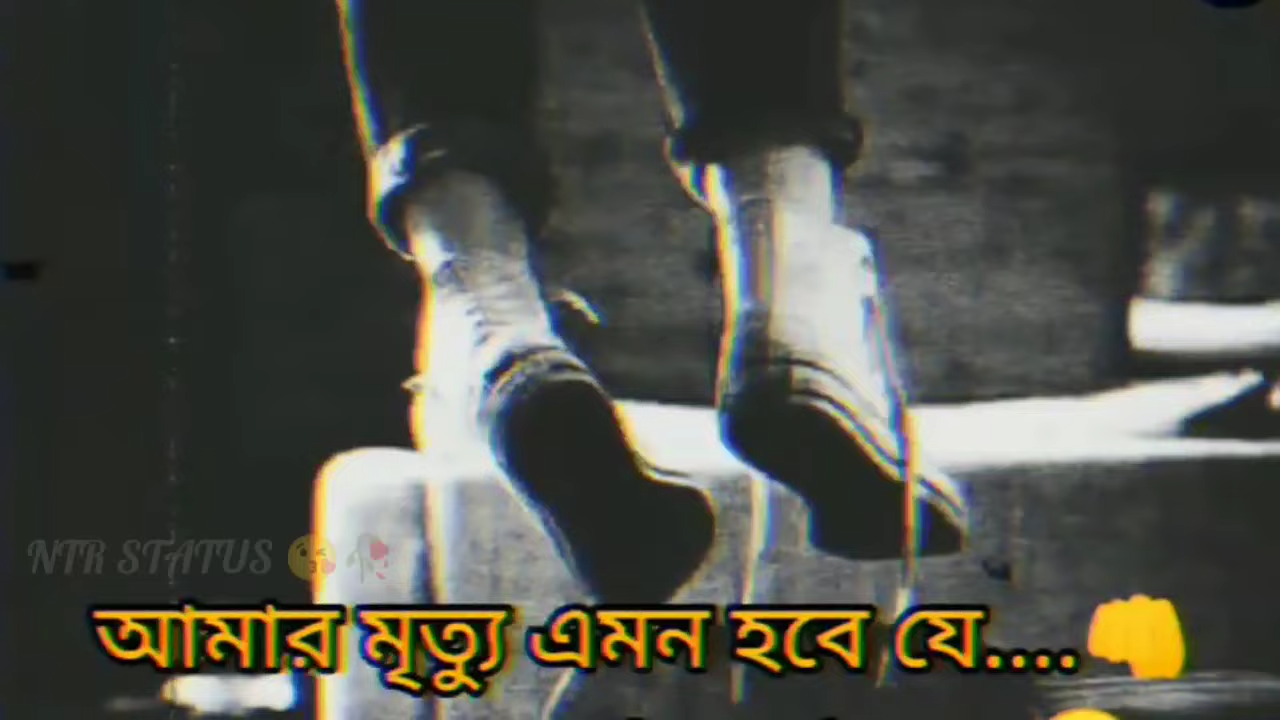 NTR STATUS 😘🥀
আমার মৃত্যু এমন হবে যে....👊